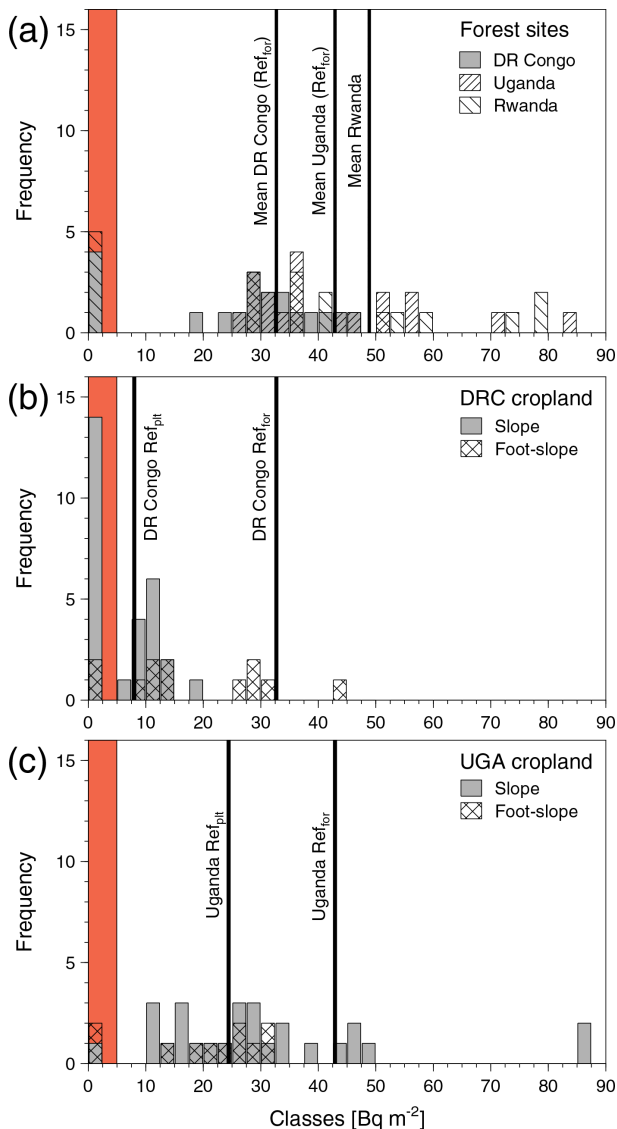 (a)
Forest sites
DR Congo
Uganda
Rwanda
Mean DR Congo (Ref_for)
Mean Uganda (Ref_for)
Mean Rwanda
Frequency
15
10
5
0
0 10 20 30 40 50 60 70 80 90
(b)
DRC cropland
Slope
Foot-slope
DR Congo Ref_plt
DR Congo Ref_for
Frequency
15
10
5
0
0 10 20 30 40 50 60 70 80 90
(c)
UGA cropland
Slope
Foot-slope
Uganda Ref_plt
Uganda Ref_for
Frequency
15
10
5
0
0 10 20 30 40 50 60 70 80 90
Classes [Bq m⁻²]